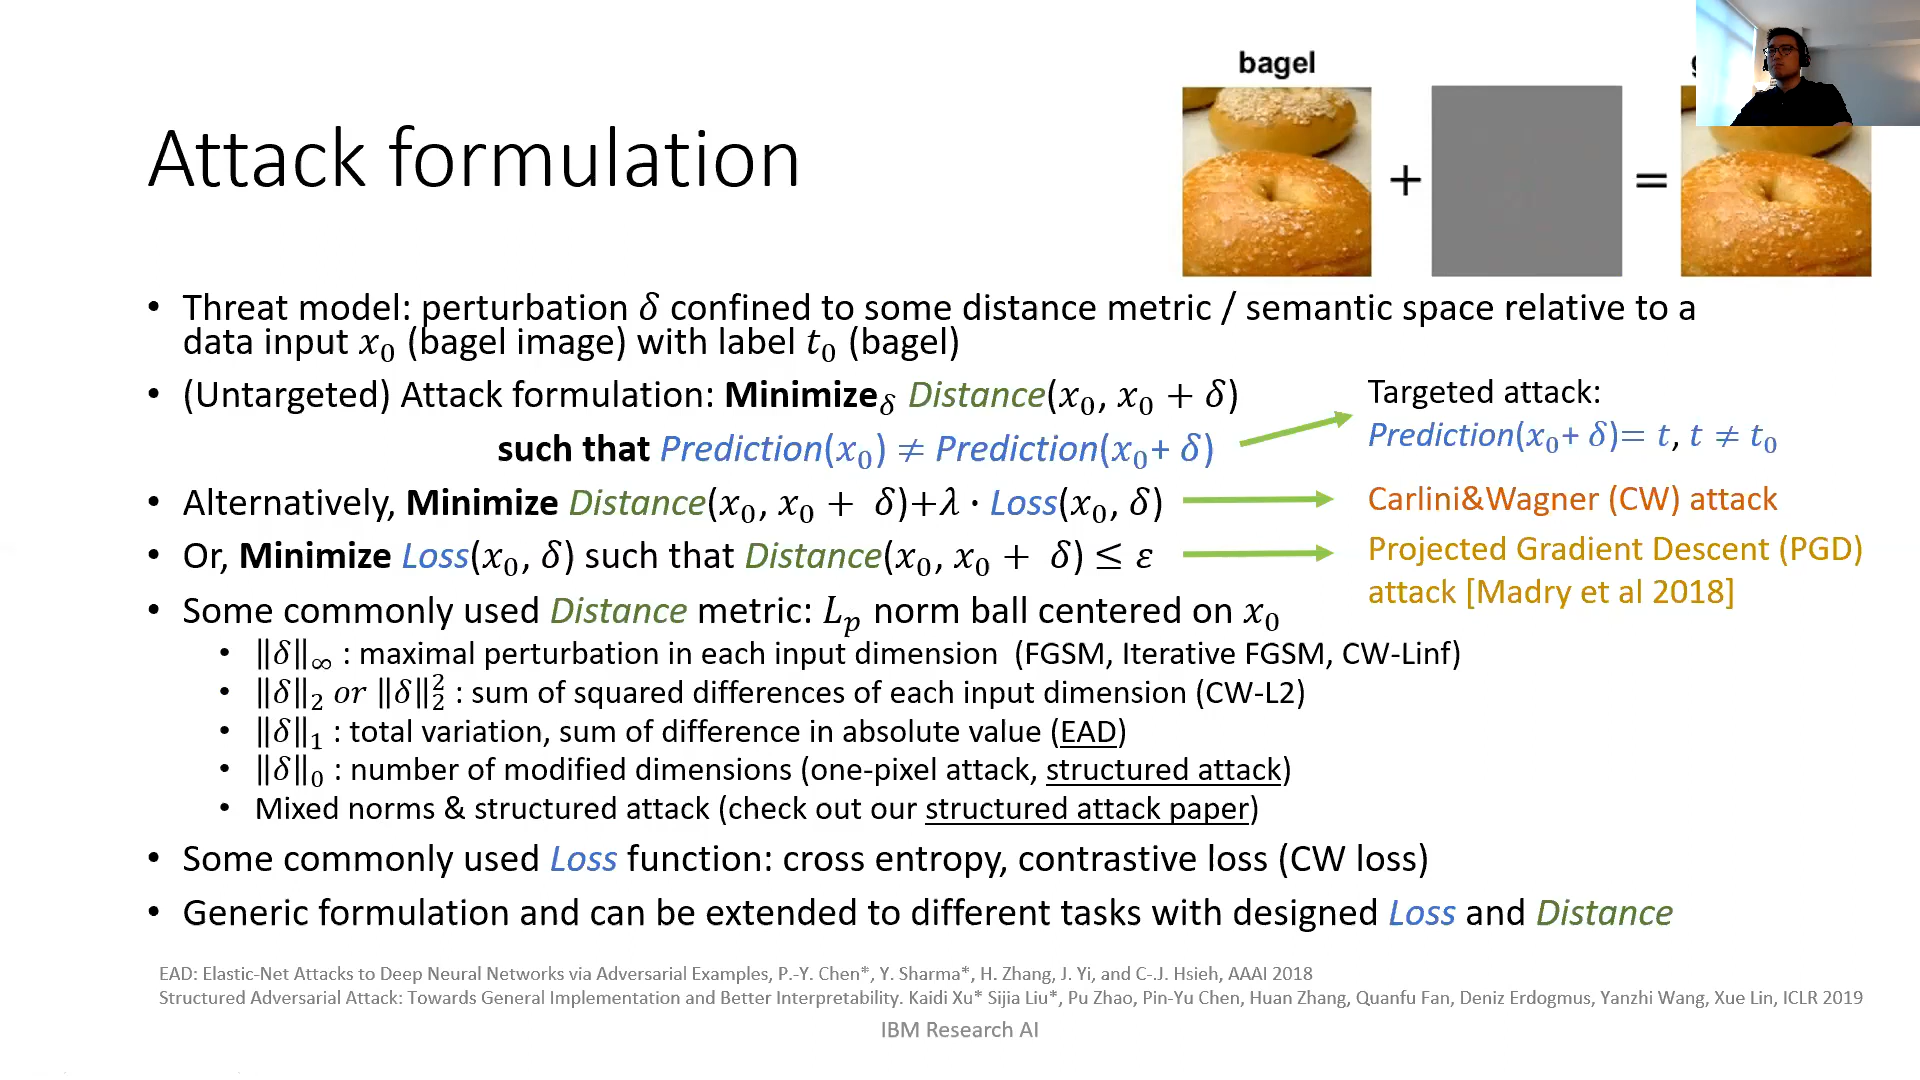 bagel
+ =
Attack formulation
• Threat model: perturbation δ confined to some distance metric / semantic space relative to a
data input x₀ (bagel image) with label t₀ (bagel)
• (Untargeted) Attack formulation: Minimize_δ Distance(x₀, x₀ + δ)
such that Prediction(x₀) ≠ Prediction(x₀+ δ)
Targeted attack:
Prediction(x₀+ δ)= t, t ≠ t₀
• Alternatively, Minimize Distance(x₀, x₀ + δ)+λ · Loss(x₀, δ)
Carlini&Wagner (CW) attack
• Or, Minimize Loss(x₀, δ) such that Distance(x₀, x₀ + δ) ≤ ε
Projected Gradient Descent (PGD)
attack [Madry et al 2018]
• Some commonly used Distance metric: Lₚ norm ball centered on x₀
• ‖δ‖_∞ : maximal perturbation in each input dimension (FGSM, Iterative FGSM, CW-Linf)
• ‖δ‖₂ or ‖δ‖₂² : sum of squared differences of each input dimension (CW-L2)
• ‖δ‖₁ : total variation, sum of difference in absolute value (EAD)
• ‖δ‖₀ : number of modified dimensions (one-pixel attack, structured attack)
• Mixed norms & structured attack (check out our structured attack paper)
• Some commonly used Loss function: cross entropy, contrastive loss (CW loss)
• Generic formulation and can be extended to different tasks with designed Loss and Distance
EAD: Elastic-Net Attacks to Deep Neural Networks via Adversarial Examples, P.-Y. Chen*, Y. Sharma*, H. Zhang, J. Yi, and C-.J. Hsieh, AAAI 2018
Structured Adversarial Attack: Towards General Implementation and Better Interpretability. Kaidi Xu* Sijia Liu*, Pu Zhao, Pin-Yu Chen, Huan Zhang, Quanfu Fan, Deniz Erdogmus, Yanzhi Wang, Xue Lin, ICLR 2019
IBM Research AI